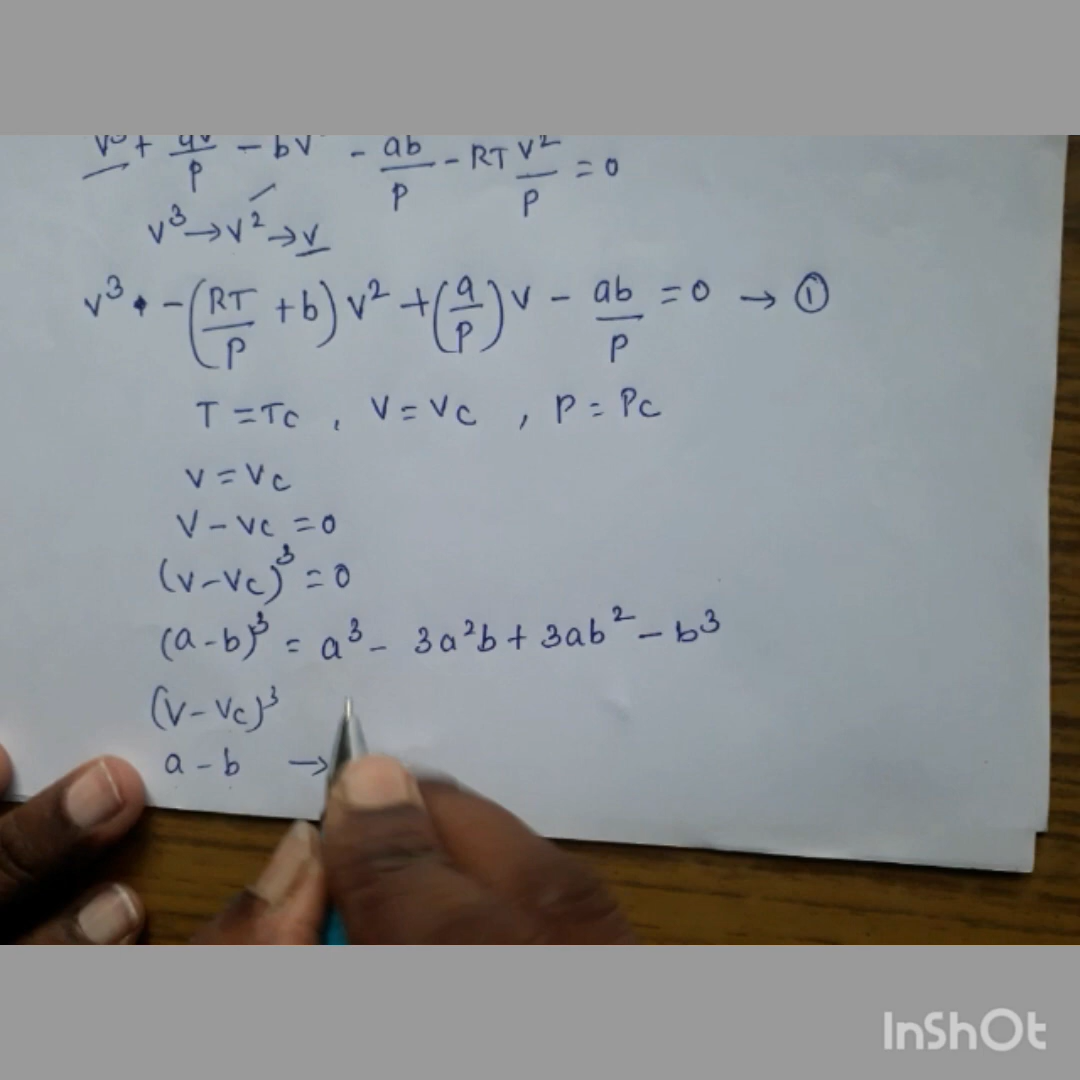 v³ + av/p - bv² - ab/p - RT v²/p = 0
v³ → v² → v
v³ - (RT/p + b) v² + (a/p) v - ab/p = 0 → ①
T = Tc , V = Vc , P = Pc
v = vc
v - vc = 0
(v - vc)³ = 0
(a - b)³ = a³ - 3a²b + 3ab² - b³
(v - vc)³
a - b →
InShOt